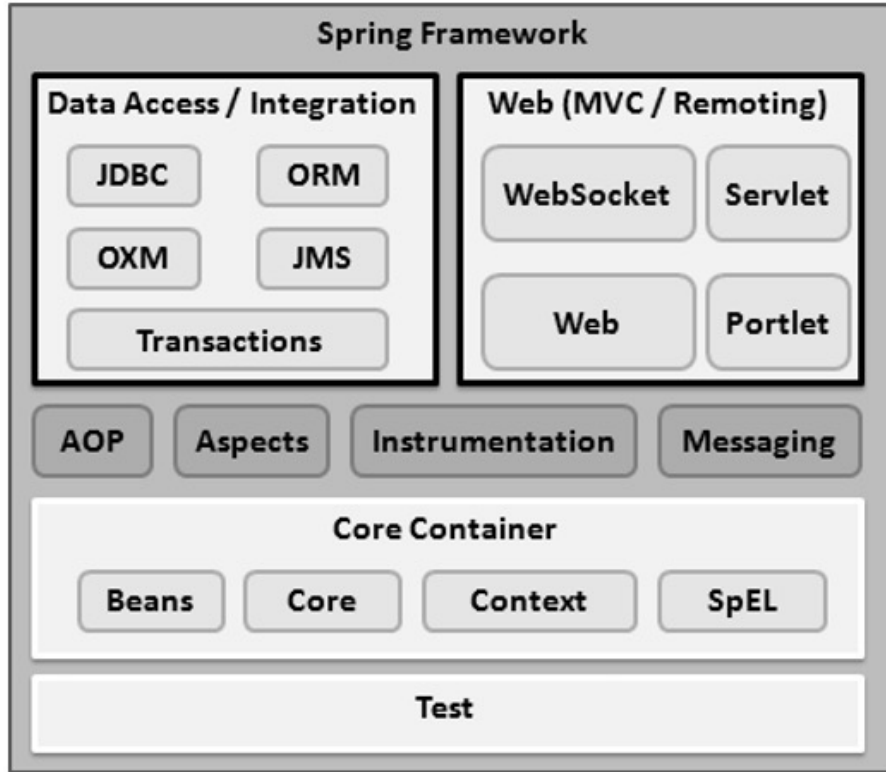 Spring Framework
Data Access / Integration
JDBC
ORM
OXM
JMS
Transactions
Web (MVC / Remoting)
WebSocket
Servlet
Web
Portlet
AOP
Aspects
Instrumentation
Messaging
Core Container
Beans
Core
Context
SpEL
Test